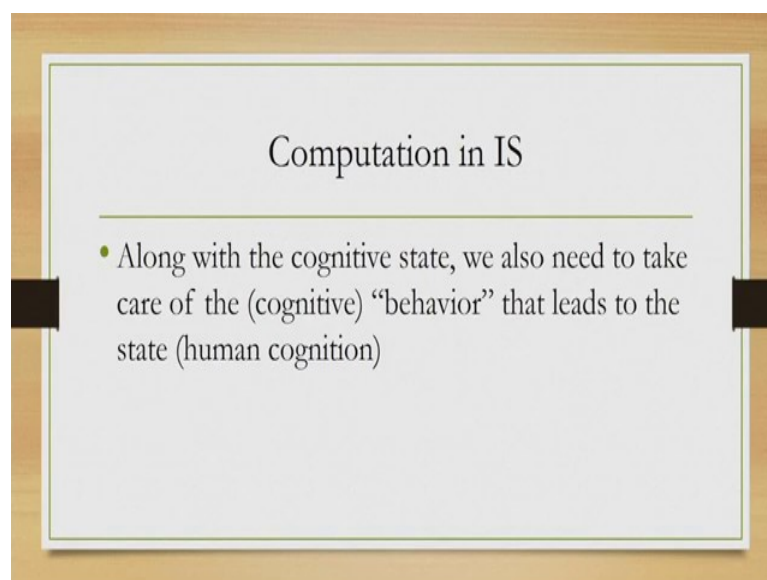 Computation in IS
• Along with the cognitive state, we also need to take
care of the (cognitive) “behavior” that leads to the
state (human cognition)